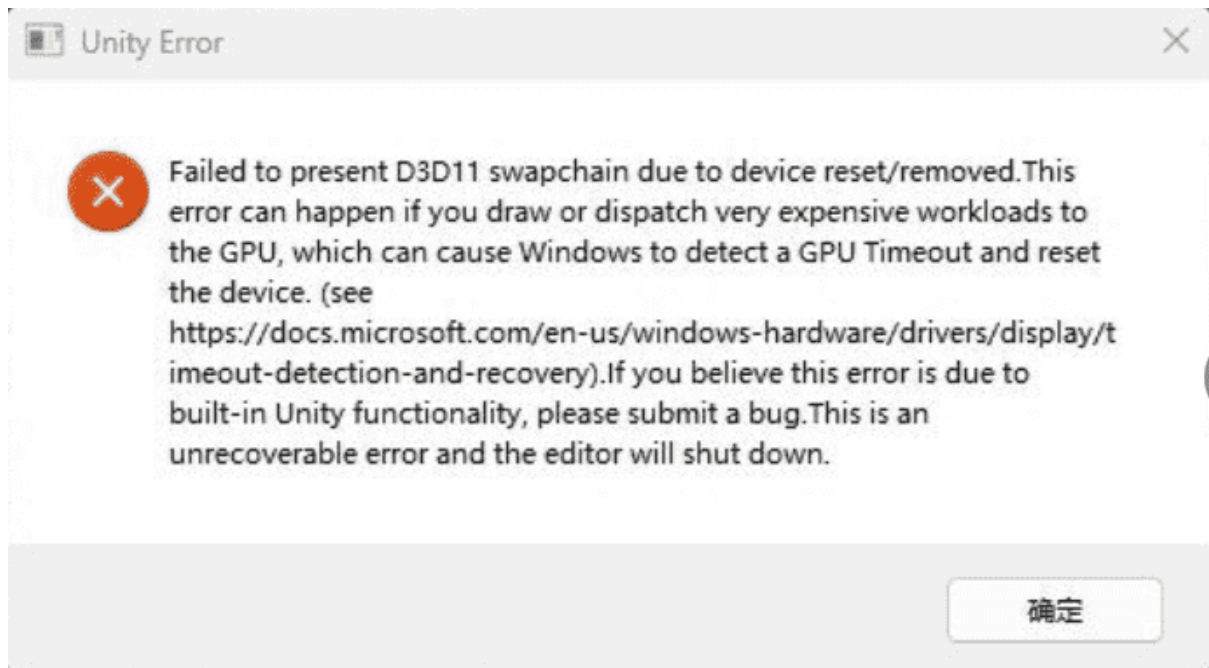 Unity Error
Failed to present D3D11 swapchain due to device reset/removed.This
error can happen if you draw or dispatch very expensive workloads to
the GPU, which can cause Windows to detect a GPU Timeout and reset
the device. (see
https://docs.microsoft.com/en-us/windows-hardware/drivers/display/t
imeout-detection-and-recovery).If you believe this error is due to
built-in Unity functionality, please submit a bug.This is an
unrecoverable error and the editor will shut down.
确定